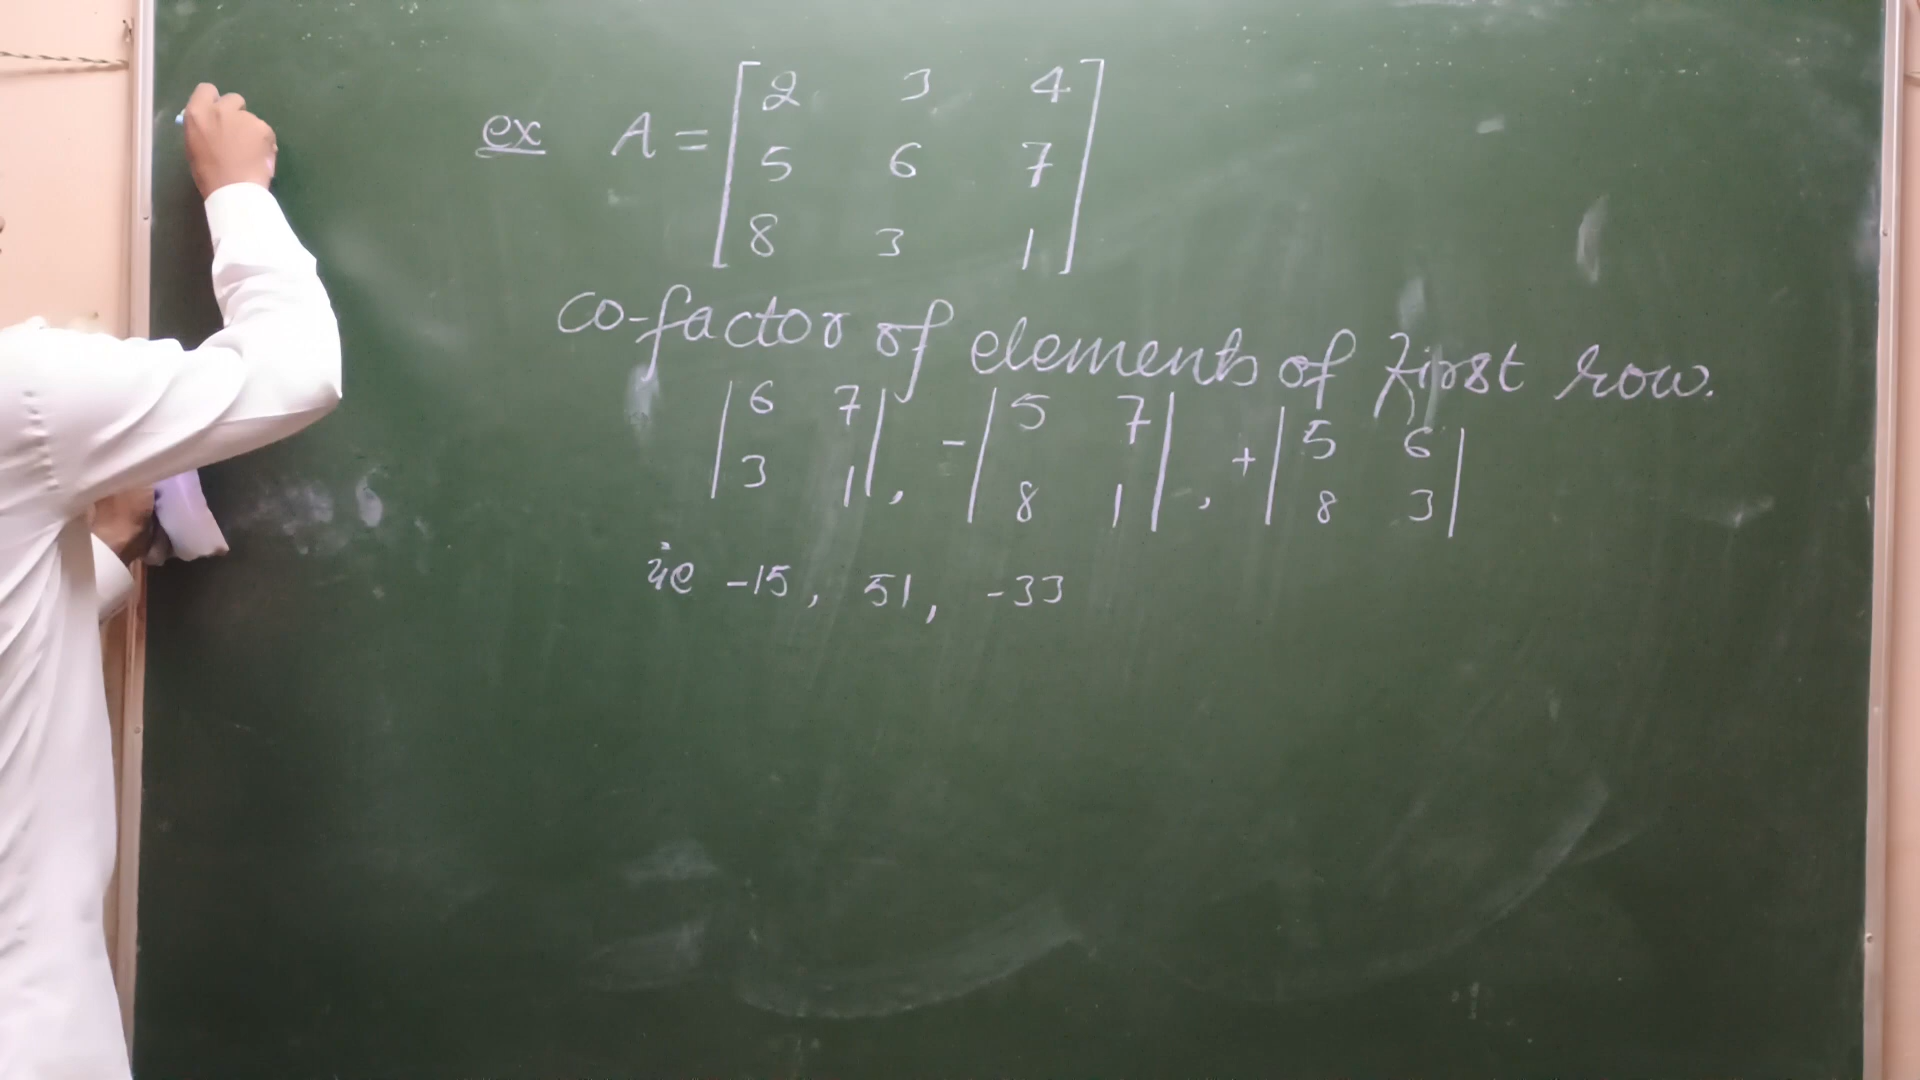 ex A = [ 2 3 4
5 6 7
8 3 1 ]
co-factor of elements of first row.
| 6 7 | , - | 5 7 | , + | 5 6 |
| 3 1 | | 8 1 | | 8 3 |
ie -15, 51, -33